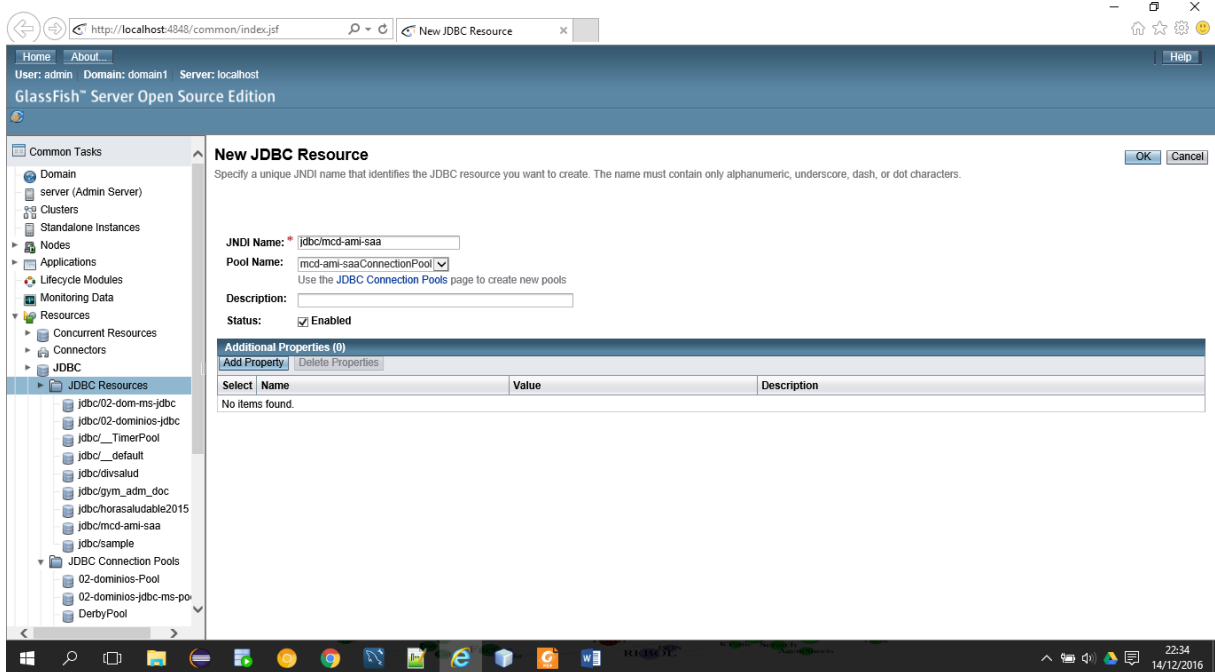 http://localhost:4848/common/index.jsf
New JDBC Resource
Home About... Help
User: admin Domain: domain1 Server: localhost
GlassFish™ Server Open Source Edition
Common Tasks
Domain
server (Admin Server)
Clusters
Standalone Instances
Nodes
Applications
Lifecycle Modules
Monitoring Data
Resources
Concurrent Resources
Connectors
JDBC
JDBC Resources
jdbc/02-dom-ms-jdbc
jdbc/02-dominios-jdbc
jdbc/__TimerPool
jdbc/__default
jdbc/divsalud
jdbc/gym_adm_doc
jdbc/horasaludable2015
jdbc/mcd-ami-saa
jdbc/sample
JDBC Connection Pools
02-dominios-Pool
02-dominios-jdbc-ms-po
DerbyPool
New JDBC Resource
OK Cancel
Specify a unique JNDI name that identifies the JDBC resource you want to create. The name must contain only alphanumeric, underscore, dash, or dot characters.
JNDI Name: * jdbc/mcd-ami-saa
Pool Name: mcd-ami-saaConnectionPool
Use the JDBC Connection Pools page to create new pools
Description:
Status: Enabled
Additional Properties (0)
Add Property Delete Properties
Select Name Value Description
No items found.
22:34
14/12/2016